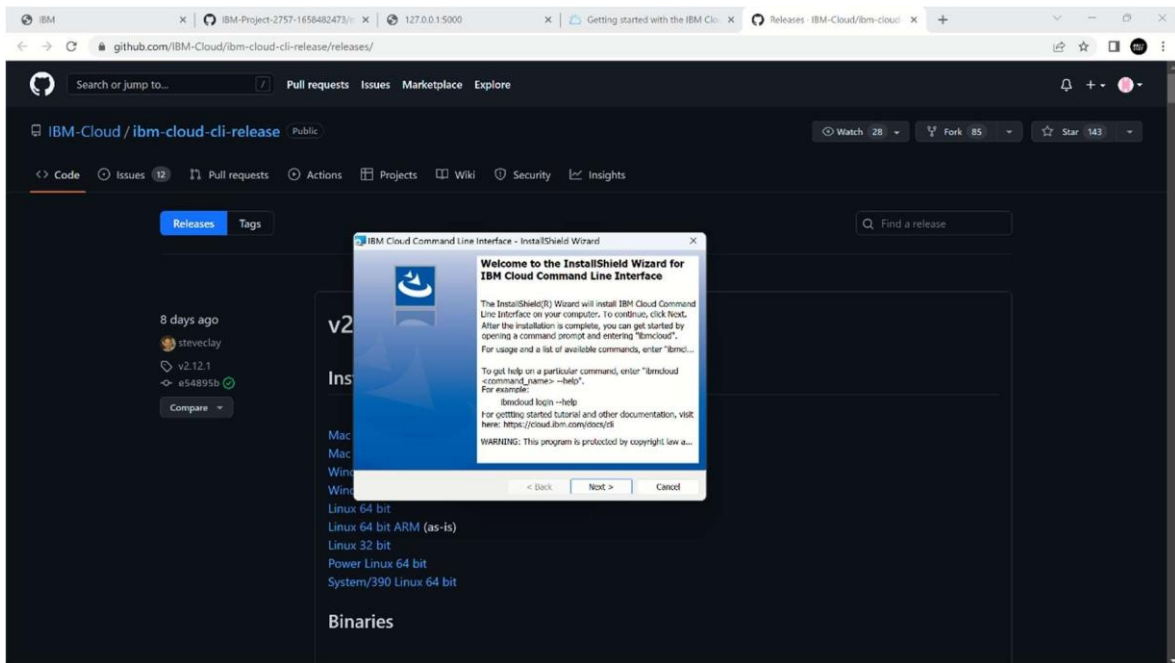 IBM
IBM-Project-2757-1658482473/
127.0.0.1:5000
Getting started with the IBM Clo
Releases · IBM-Cloud/ibm-cloud-
github.com/IBM-Cloud/ibm-cloud-cli-release/releases/
Search or jump to...
/
Pull requests Issues Marketplace Explore
IBM-Cloud / ibm-cloud-cli-release Public
Watch 28
Fork 85
Star 143
<> Code
Issues 12
Pull requests
Actions
Projects
Wiki
Security
Insights
Releases
Tags
Find a release
8 days ago
steveclay
v2.12.1
e54895b
Compare
v2
Ins
Mac
Mac
Wind
Wind
Linux 64 bit
Linux 64 bit ARM (as-is)
Linux 32 bit
Power Linux 64 bit
System/390 Linux 64 bit
Binaries
IBM Cloud Command Line Interface - InstallShield Wizard
Welcome to the InstallShield Wizard for
IBM Cloud Command Line Interface
The InstallShield(R) Wizard will install IBM Cloud Command
Line Interface on your computer. To continue, click Next.
After the installation is complete, you can get started by
opening a command prompt and entering "ibmcloud".
For usage and a list of available commands, enter "ibmcl...
To get help on a particular command, enter "ibmcloud
<command_name> --help".
For example:
ibmcloud login --help
For gettting started tutorial and other documentation, visit
here: https://cloud.ibm.com/docs/cli
WARNING: This program is protected by copyright law a...
< Back
Next >
Cancel